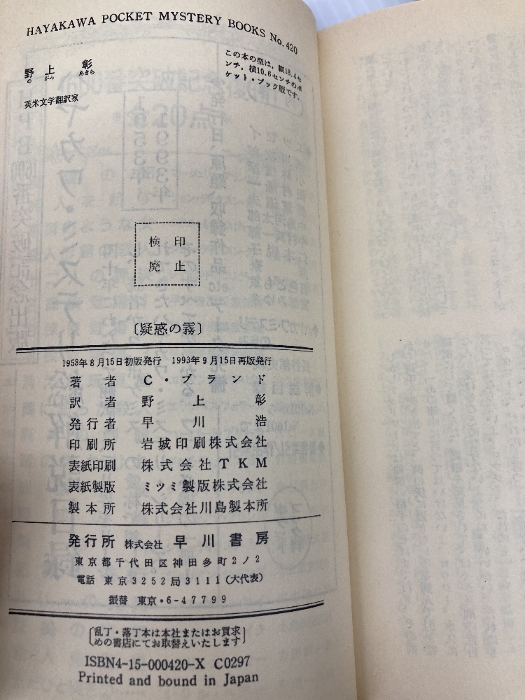 HAYAKAWA POCKET MYSTERY BOOKS No. 420
この本の型は、縦18.4セ
ンチ、横10.6センチのポ
ケット・ブック版です。
野上彰
の がみ あきら
英米文学翻訳家
検印
廃止
〔疑惑の霧〕
1958年8月15日初版発行 1993年9月15日再版発行
著者 C・ブランド
訳者 野上彰
発行者 早川浩
印刷所 岩城印刷株式会社
表紙印刷 株式会社TKM
表紙製版 ミツミ製版株式会社
製本所 株式会社川島製本所
発行所 株式会社 早川書房
東京都千代田区神田多町2ノ2
電話 東京3252局3111(大代表)
振替 東京・6-47799
〔乱丁・落丁本は本社またはお買求
めの書店にてお取替えいたします〕
ISBN4-15-000420-X C0297
Printed and bound in Japan